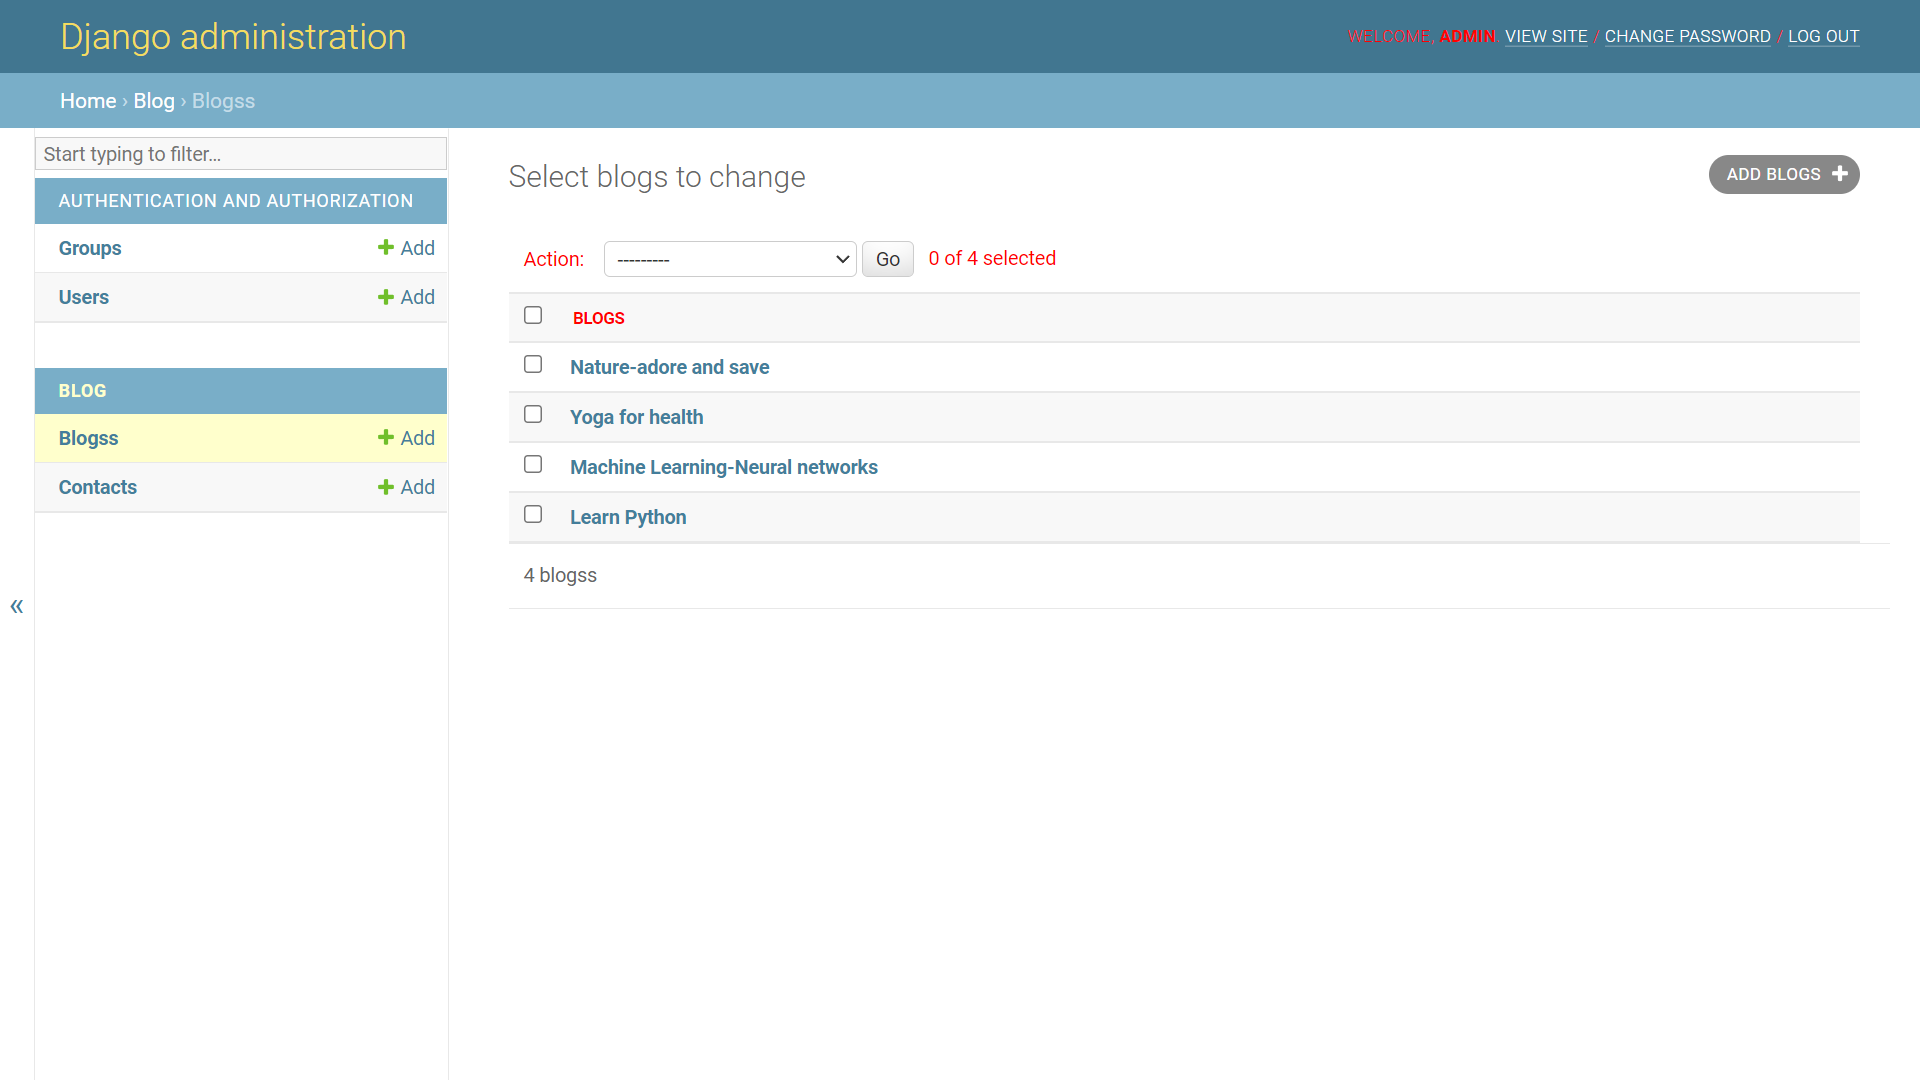 Django administration
WELCOME, ADMIN. VIEW SITE / CHANGE PASSWORD / LOG OUT
Home › Blog › Blogss
Start typing to filter...
AUTHENTICATION AND AUTHORIZATION
Groups + Add
Users + Add
BLOG
Blogss + Add
Contacts + Add
«
Select blogs to change
ADD BLOGS +
Action: --------- Go 0 of 4 selected
BLOGS
Nature-adore and save
Yoga for health
Machine Learning-Neural networks
Learn Python
4 blogss